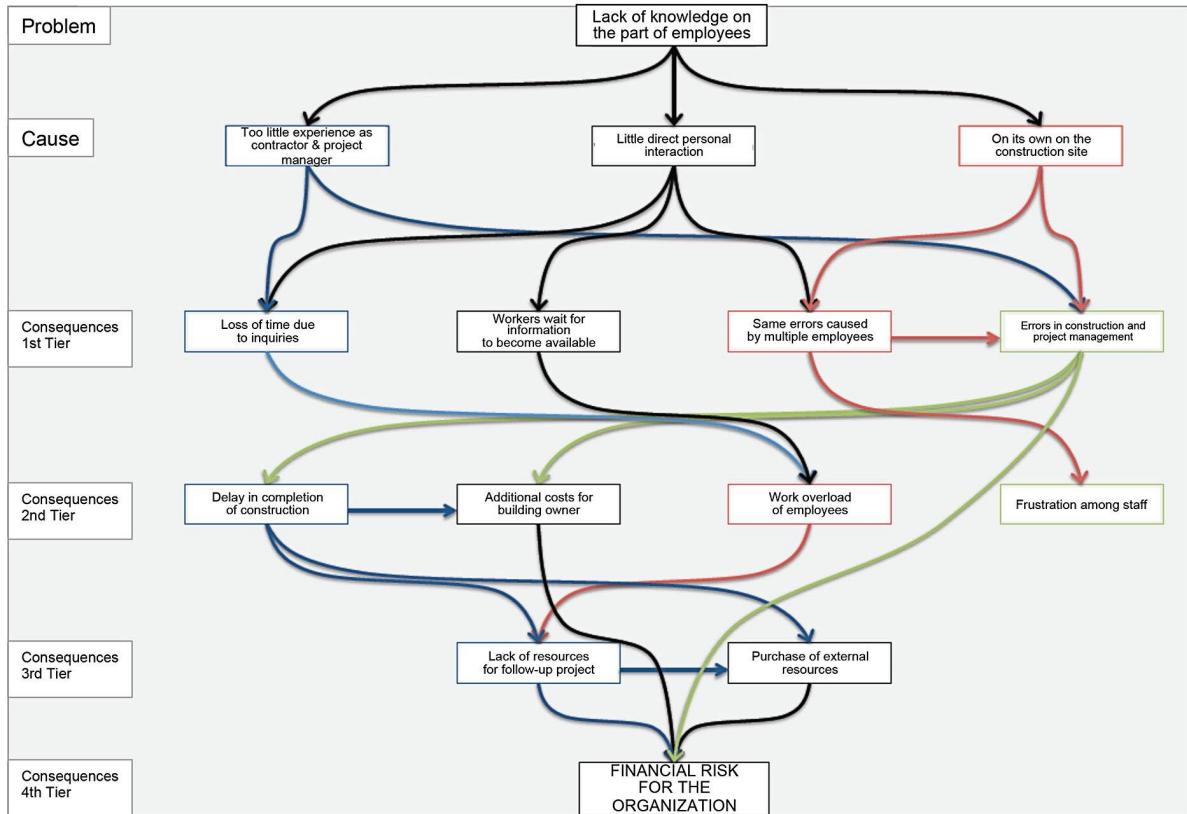 Problem
Lack of knowledge on
the part of employees
Cause
Too little experience as
contractor & project
manager
Little direct personal
interaction
On its own on the
construction site
Consequences
1st Tier
Loss of time due
to inquiries
Workers wait for
information
to become available
Same errors caused
by multiple employees
Errors in construction and
project management
Consequences
2nd Tier
Delay in completion
of construction
Additional costs for
building owner
Work overload
of employees
Frustration among staff
Consequences
3rd Tier
Lack of resources
for follow-up project
Purchase of external
resources
Consequences
4th Tier
FINANCIAL RISK
FOR THE
ORGANIZATION